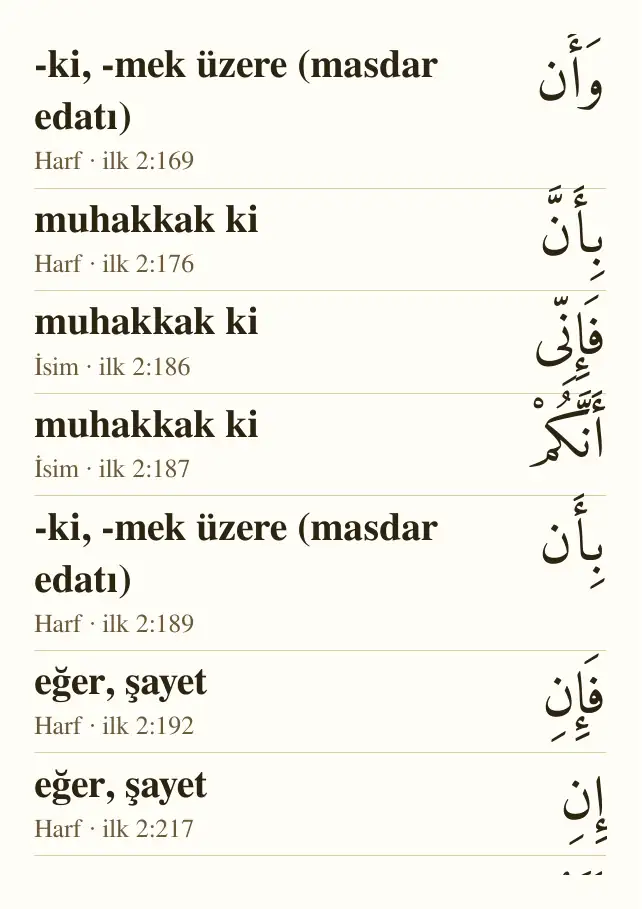 -ki, -mek üzere (masdar
edatı)
وَأَن
Harf · ilk 2:169
muhakkak ki
بِأَنَّ
Harf · ilk 2:176
muhakkak ki
فَإِنِّى
İsim · ilk 2:186
muhakkak ki
أَنَّكُمْ
İsim · ilk 2:187
-ki, -mek üzere (masdar
edatı)
بِأَن
Harf · ilk 2:189
eğer, şayet
فَإِنِ
Harf · ilk 2:192
eğer, şayet
إِنِ
Harf · ilk 2:217